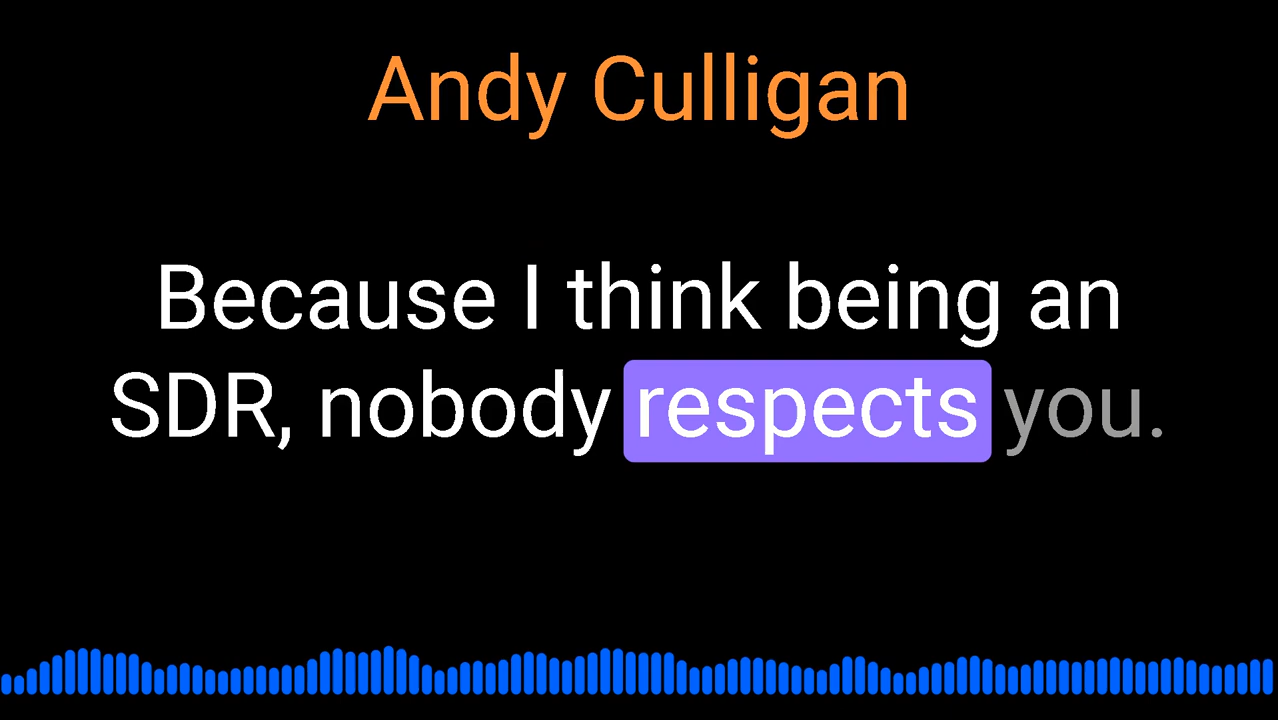 Andy Culligan
Because I think being an
SDR, nobody respects you.